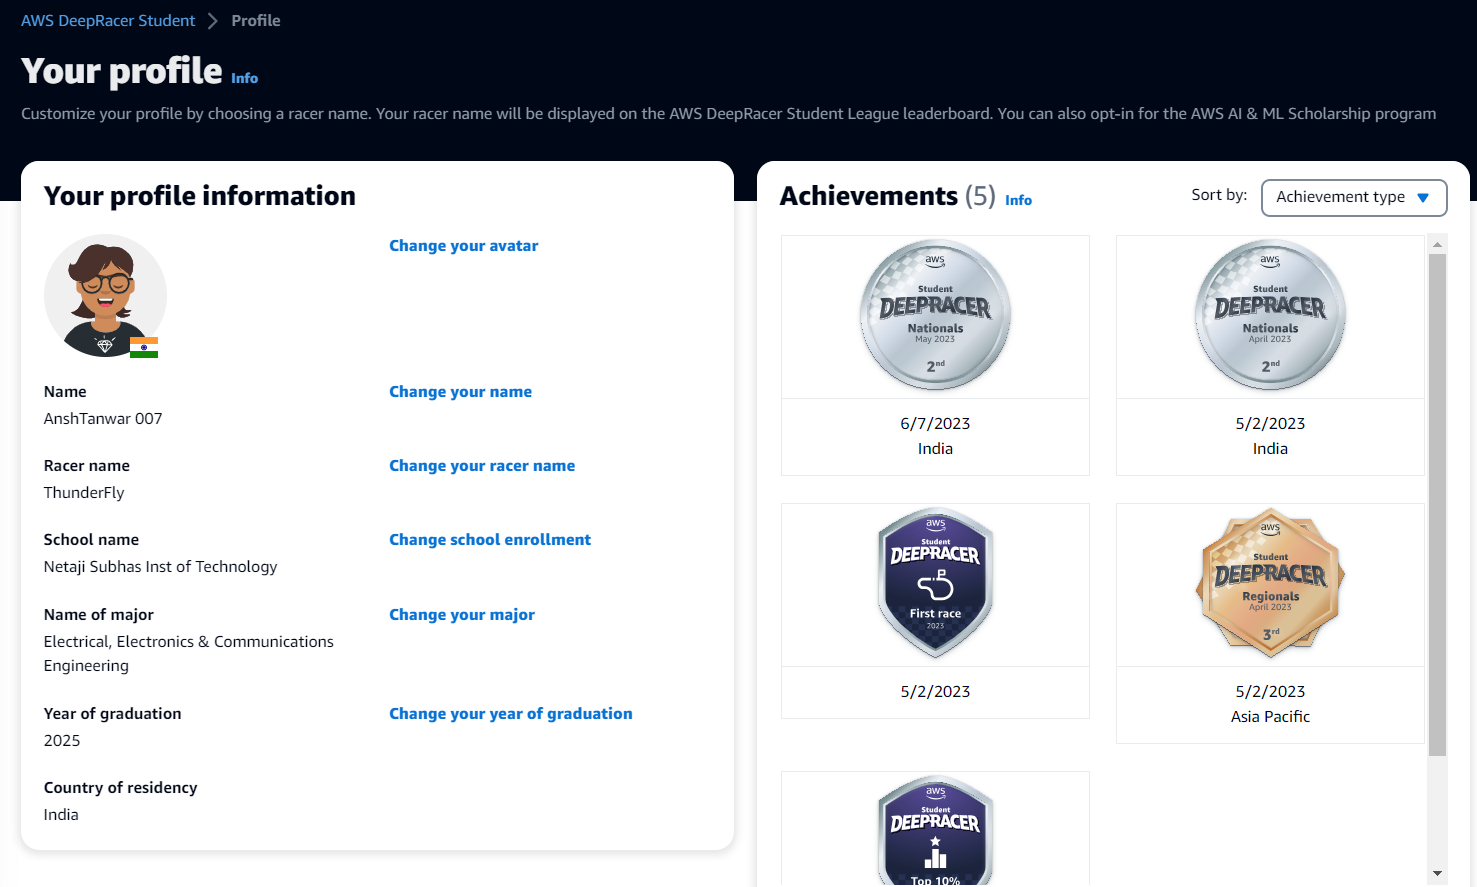 AWS DeepRacer Student
Profile
Your profile Info
Customize your profile by choosing a racer name. Your racer name will be displayed on the AWS DeepRacer Student League leaderboard. You can also opt-in for the AWS AI & ML Scholarship program
Your profile information
Change your avatar
Name
Change your name
AnshTanwar 007
Racer name
Change your racer name
ThunderFly
School name
Change school enrollment
Netaji Subhas Inst of Technology
Name of major
Change your major
Electrical, Electronics & Communications
Engineering
Year of graduation
Change your year of graduation
2025
Country of residency
India
Achievements (5) Info
Sort by:
Achievement type
aws
Student
DEEPRACER
Nationals
May 2023
2nd
6/7/2023
India
aws
Student
DEEPRACER
Nationals
April 2023
2nd
5/2/2023
India
aws
Student
DEEPRACER
First race
2023
5/2/2023
aws
Student
DEEPRACER
Regionals
April 2023
3rd
5/2/2023
Asia Pacific
aws
Student
DEEPRACER
Top 10%